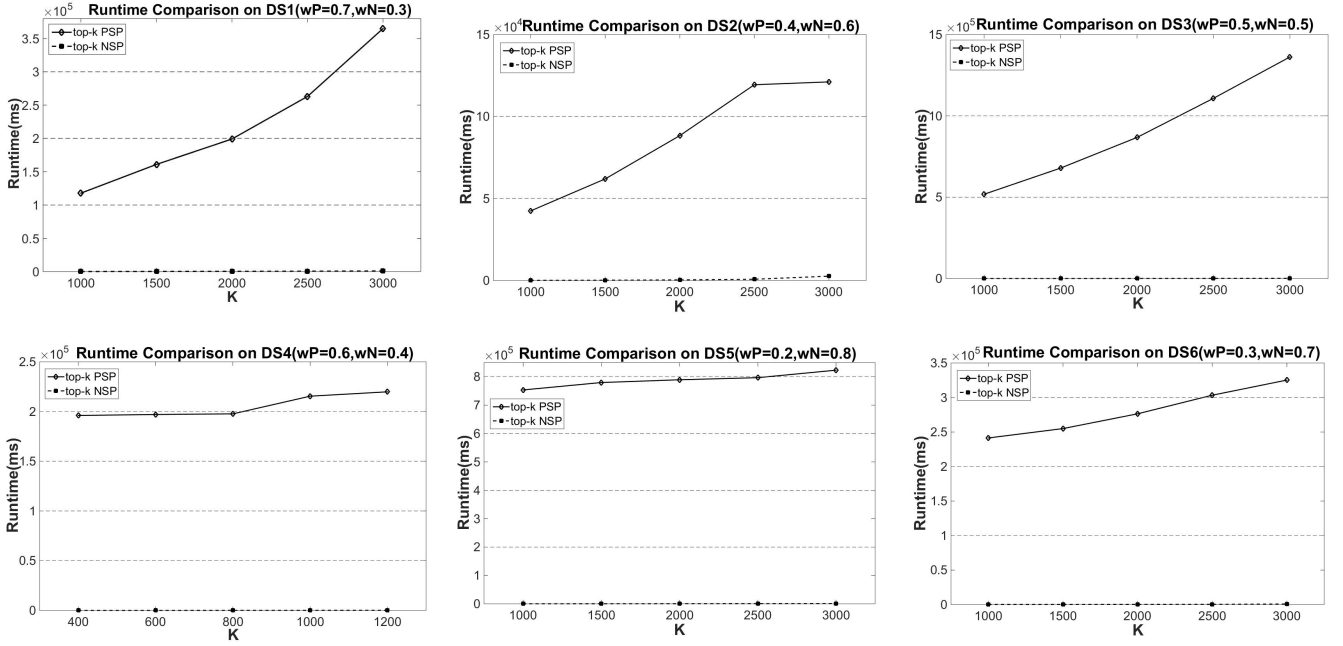 ×10⁵ Runtime Comparison on DS1(wP=0.7,wN=0.3)
top-k PSP
top-k NSP
3.5
3
2.5
2
1.5
1
0.5
0
Runtime(ms)
1000 1500 2000 2500 3000
K
×10⁴ Runtime Comparison on DS2(wP=0.4,wN=0.6)
top-k PSP
top-k NSP
15
10
5
0
Runtime(ms)
1000 1500 2000 2500 3000
K
×10⁵ Runtime Comparison on DS3(wP=0.5,wN=0.5)
top-k PSP
top-k NSP
15
10
5
0
Runtime(ms)
1000 1500 2000 2500 3000
K
×10⁵ Runtime Comparison on DS4(wP=0.6,wN=0.4)
top-k PSP
top-k NSP
2.5
2
1.5
1
0.5
0
Runtime(ms)
400 600 800 1000 1200
K
×10⁵ Runtime Comparison on DS5(wP=0.2,wN=0.8)
top-k PSP
top-k NSP
8
7
6
5
4
3
2
1
0
Runtime(ms)
1000 1500 2000 2500 3000
K
×10⁵ Runtime Comparison on DS6(wP=0.3,wN=0.7)
top-k PSP
top-k NSP
3.5
3
2.5
2
1.5
1
0.5
0
Runtime(ms)
1000 1500 2000 2500 3000
K